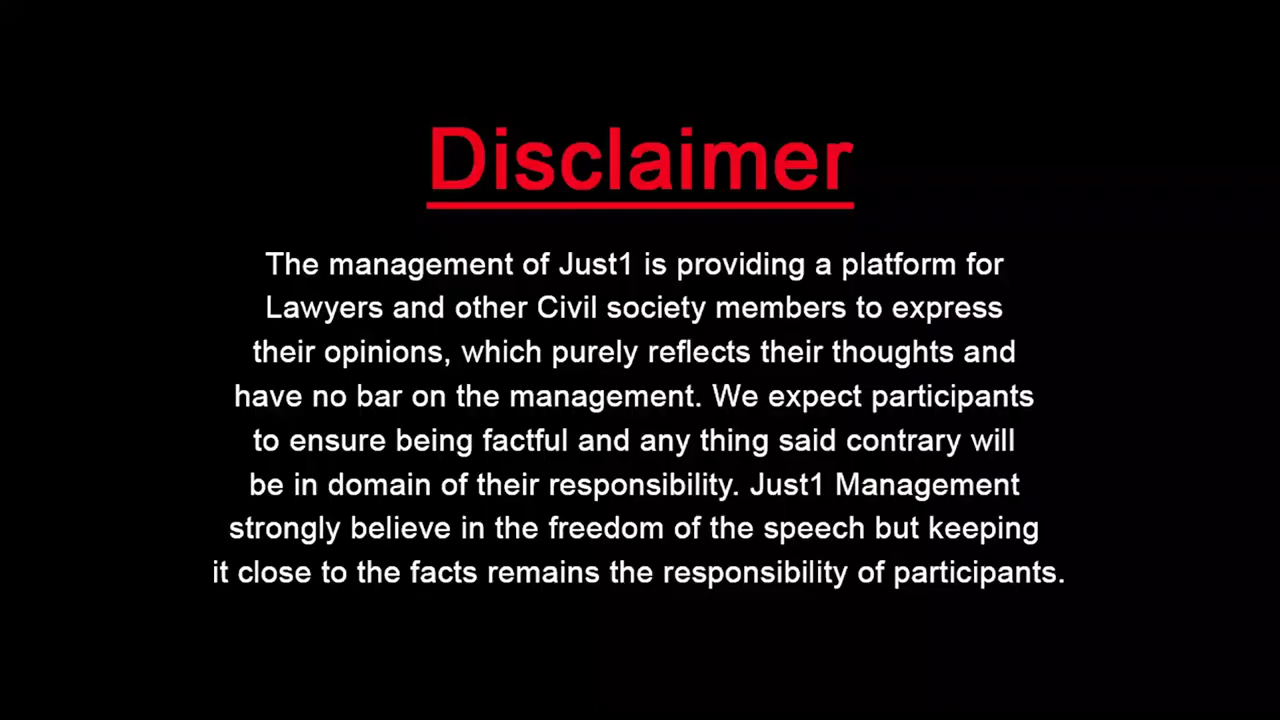 Disclaimer
The management of Just1 is providing a platform for
Lawyers and other Civil society members to express
their opinions, which purely reflects their thoughts and
have no bar on the management. We expect participants
to ensure being factful and any thing said contrary will
be in domain of their responsibility. Just1 Management
strongly believe in the freedom of the speech but keeping
it close to the facts remains the responsibility of participants.